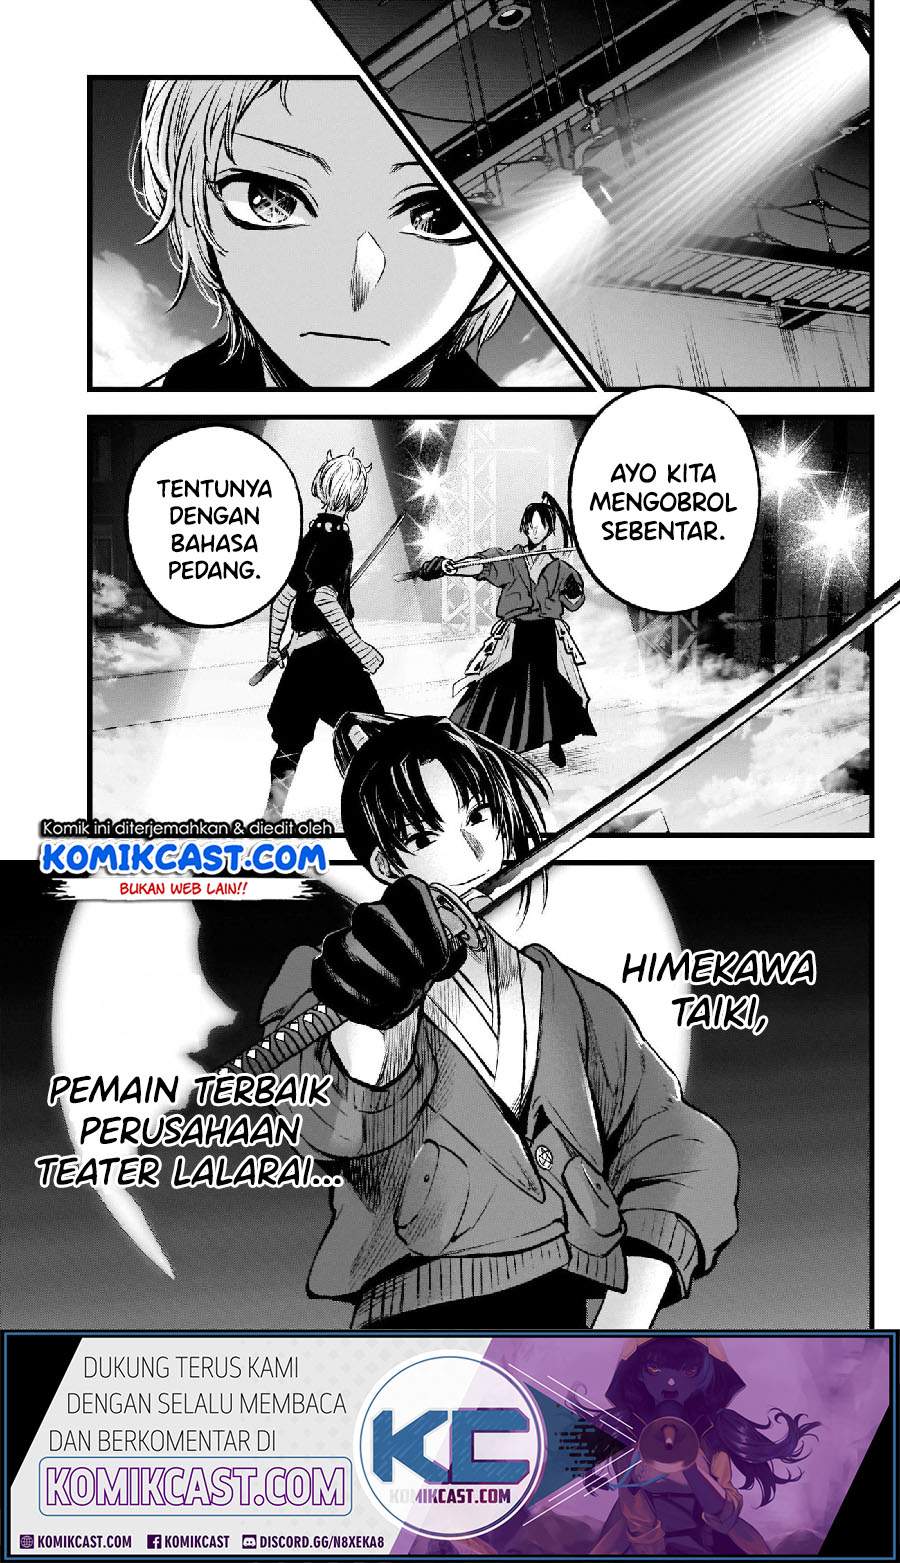 AYO KITA
MENGOBROL
SEBENTAR.
TENTUNYA
DENGAN
BAHASA
PEDANG.
Komik ini diterjemahkan & diedit oleh
KOMIKCAST.COM
BUKAN WEB LAIN!!
HIMEKAWA
TAIKI,
PEMAIN TERBAIK
PERUSAHAAN
TEATER LALARAI...
DUKUNG TERUS KAMI
DENGAN SELALU MEMBACA
DAN BERKOMENTAR DI
KOMIKCAST.COM
KC
KOMIKCAST.COM
KOMIKCAST.COM
KOMIKCASTCOM
DISCORD.GG/N8XEKA8